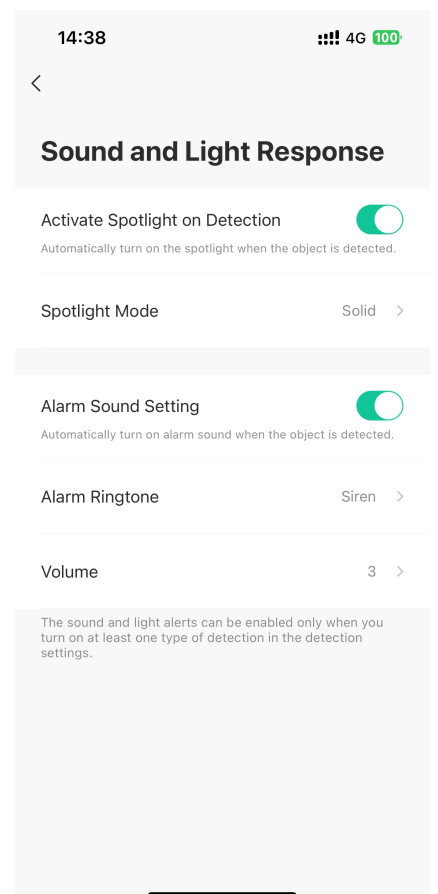 14:38
4G 100
Sound and Light Response
Activate Spotlight on Detection
Automatically turn on the spotlight when the object is detected.
Spotlight Mode Solid
Alarm Sound Setting
Automatically turn on alarm sound when the object is detected.
Alarm Ringtone Siren
Volume 3
The sound and light alerts can be enabled only when you
turn on at least one type of detection in the detection
settings.